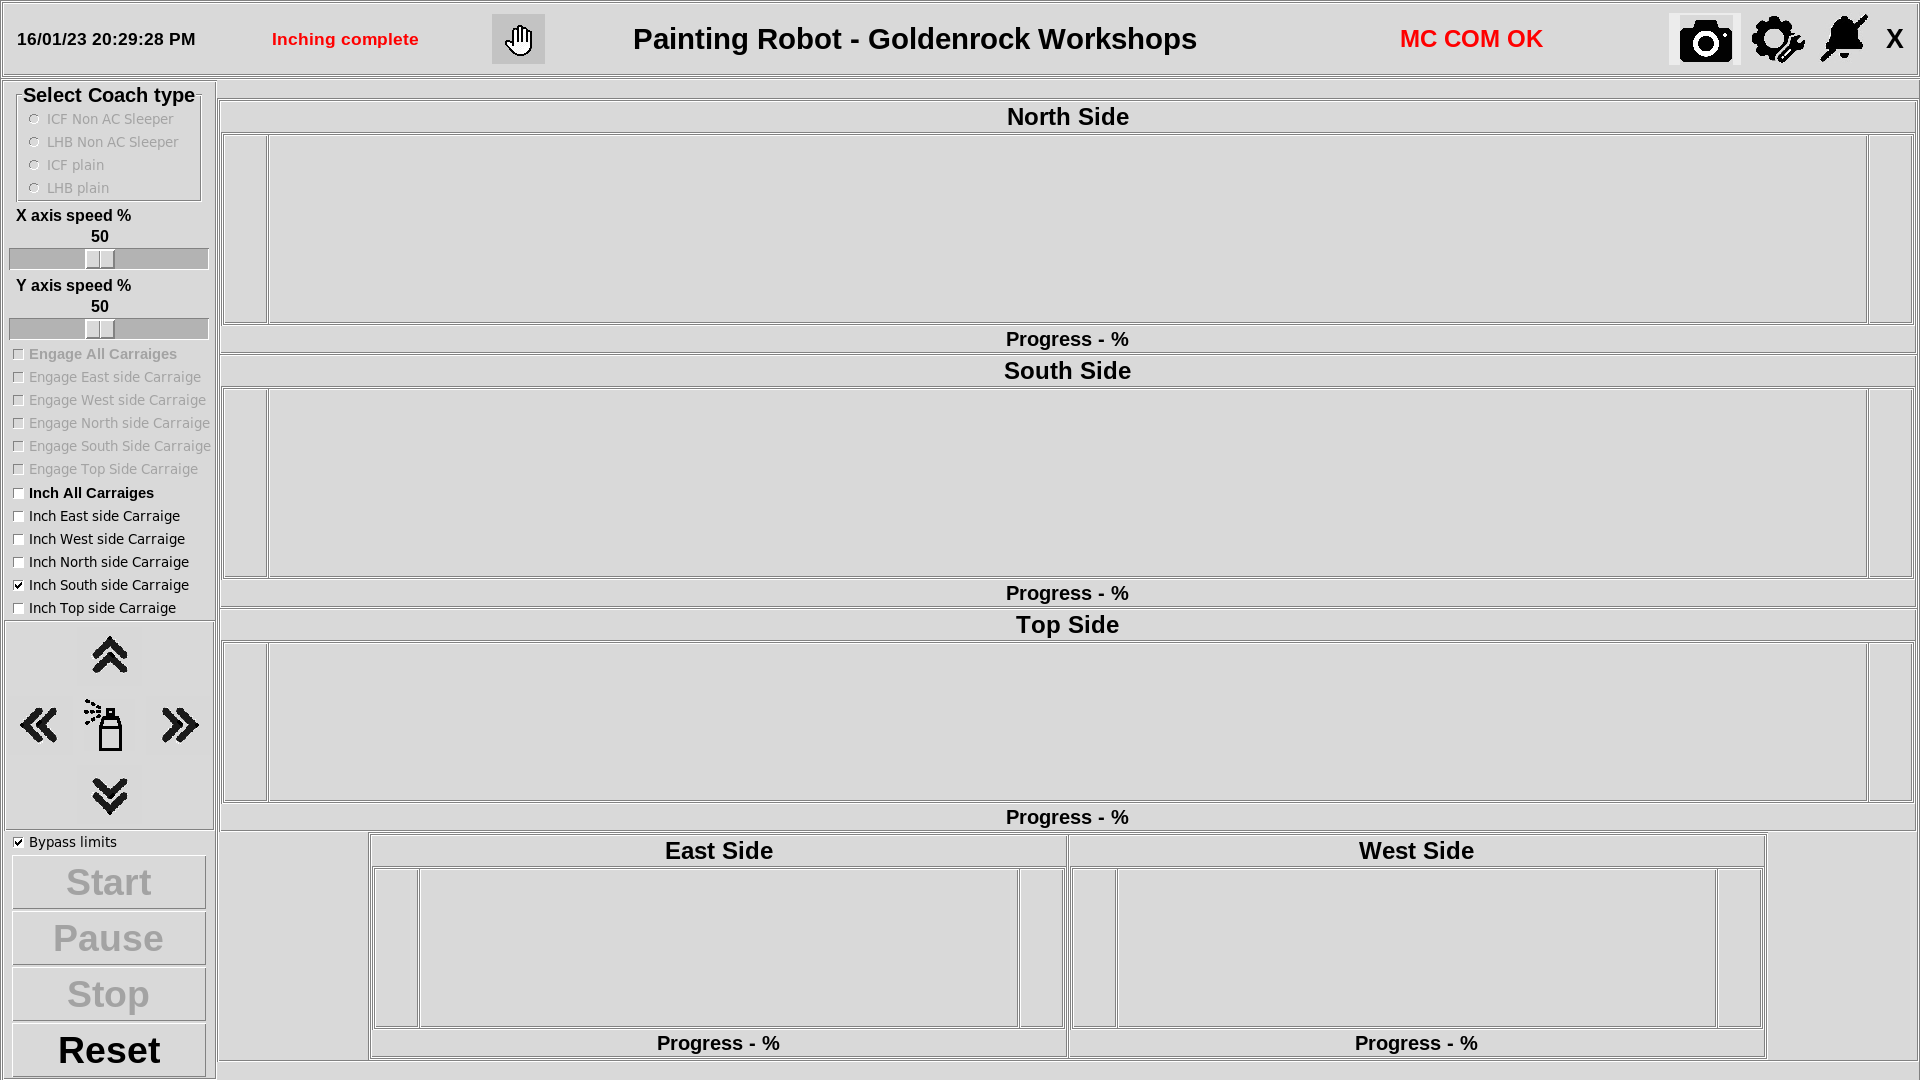 16/01/23 20:29:28 PM
Inching complete
Painting Robot - Goldenrock Workshops
MC COM OK
X
Select Coach type
ICF Non AC Sleeper
LHB Non AC Sleeper
ICF plain
LHB plain
X axis speed %
50
Y axis speed %
50
Engage All Carraiges
Engage East side Carraige
Engage West side Carraige
Engage North side Carraige
Engage South Side Carraige
Engage Top Side Carraige
Inch All Carraiges
Inch East side Carraige
Inch West side Carraige
Inch North side Carraige
Inch South side Carraige
Inch Top side Carraige
Bypass limits
Start
Pause
Stop
Reset
North Side
Progress - %
South Side
Progress - %
Top Side
Progress - %
East Side
Progress - %
West Side
Progress - %